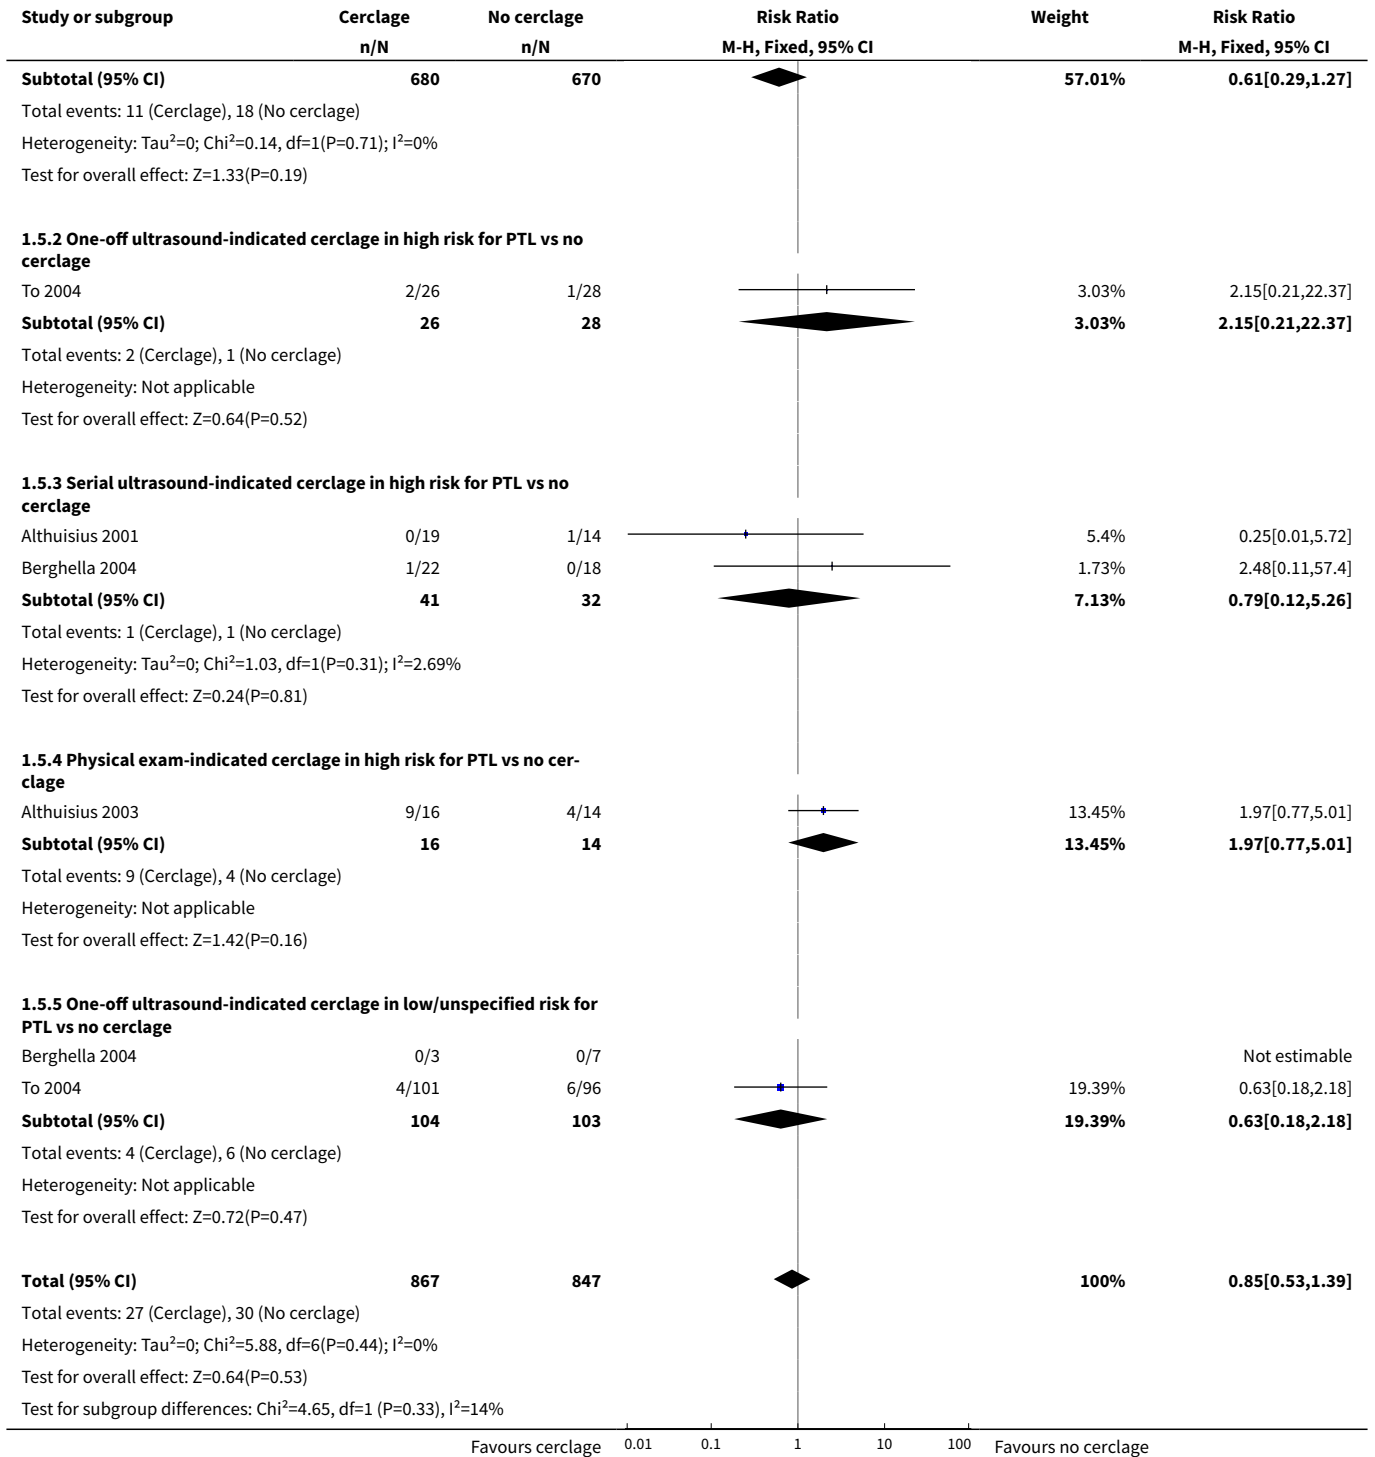 Study or subgroup Cerclage No cerclage Risk Ratio Weight Risk Ratio
n/N n/N M-H, Fixed, 95% CI M-H, Fixed, 95% CI
Subtotal (95% CI) 680 670 57.01% 0.61[0.29,1.27]
Total events: 11 (Cerclage), 18 (No cerclage)
Heterogeneity: Tau²=0; Chi²=0.14, df=1(P=0.71); I²=0%
Test for overall effect: Z=1.33(P=0.19)
1.5.2 One-off ultrasound-indicated cerclage in high risk for PTL vs no
cerclage
To 2004 2/26 1/28 3.03% 2.15[0.21,22.37]
Subtotal (95% CI) 26 28 3.03% 2.15[0.21,22.37]
Total events: 2 (Cerclage), 1 (No cerclage)
Heterogeneity: Not applicable
Test for overall effect: Z=0.64(P=0.52)
1.5.3 Serial ultrasound-indicated cerclage in high risk for PTL vs no
cerclage
Althuisius 2001 0/19 1/14 5.4% 0.25[0.01,5.72]
Berghella 2004 1/22 0/18 1.73% 2.48[0.11,57.4]
Subtotal (95% CI) 41 32 7.13% 0.79[0.12,5.26]
Total events: 1 (Cerclage), 1 (No cerclage)
Heterogeneity: Tau²=0; Chi²=1.03, df=1(P=0.31); I²=2.69%
Test for overall effect: Z=0.24(P=0.81)
1.5.4 Physical exam-indicated cerclage in high risk for PTL vs no cer-
clage
Althuisius 2003 9/16 4/14 13.45% 1.97[0.77,5.01]
Subtotal (95% CI) 16 14 13.45% 1.97[0.77,5.01]
Total events: 9 (Cerclage), 4 (No cerclage)
Heterogeneity: Not applicable
Test for overall effect: Z=1.42(P=0.16)
1.5.5 One-off ultrasound-indicated cerclage in low/unspecified risk for
PTL vs no cerclage
Berghella 2004 0/3 0/7 Not estimable
To 2004 4/101 6/96 19.39% 0.63[0.18,2.18]
Subtotal (95% CI) 104 103 19.39% 0.63[0.18,2.18]
Total events: 4 (Cerclage), 6 (No cerclage)
Heterogeneity: Not applicable
Test for overall effect: Z=0.72(P=0.47)
Total (95% CI) 867 847 100% 0.85[0.53,1.39]
Total events: 27 (Cerclage), 30 (No cerclage)
Heterogeneity: Tau²=0; Chi²=5.88, df=6(P=0.44); I²=0%
Test for overall effect: Z=0.64(P=0.53)
Test for subgroup differences: Chi²=4.65, df=1 (P=0.33), I²=14%
Favours cerclage 0.01 0.1 1 10 100 Favours no cerclage